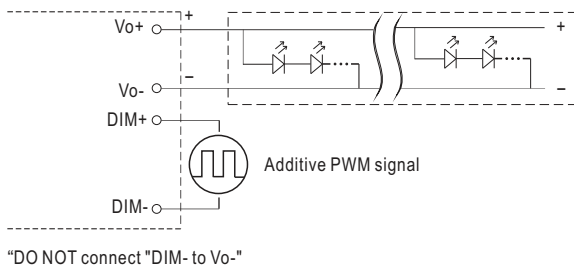 Vo+
+
+
–
Vo-
–
DIM+
Additive PWM signal
DIM-
“DO NOT connect "DIM- to Vo-"